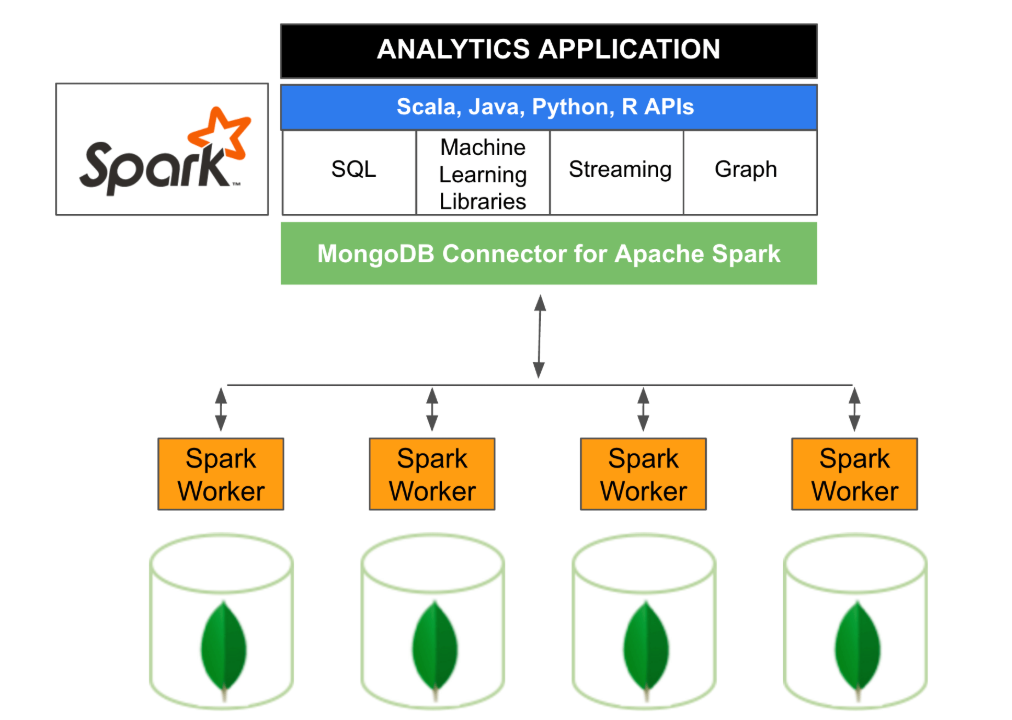 ANALYTICS APPLICATION
Spark™
Scala, Java, Python, R APIs
SQL
Machine
Learning
Libraries
Streaming
Graph
MongoDB Connector for Apache Spark
Spark
Worker
Spark
Worker
Spark
Worker
Spark
Worker